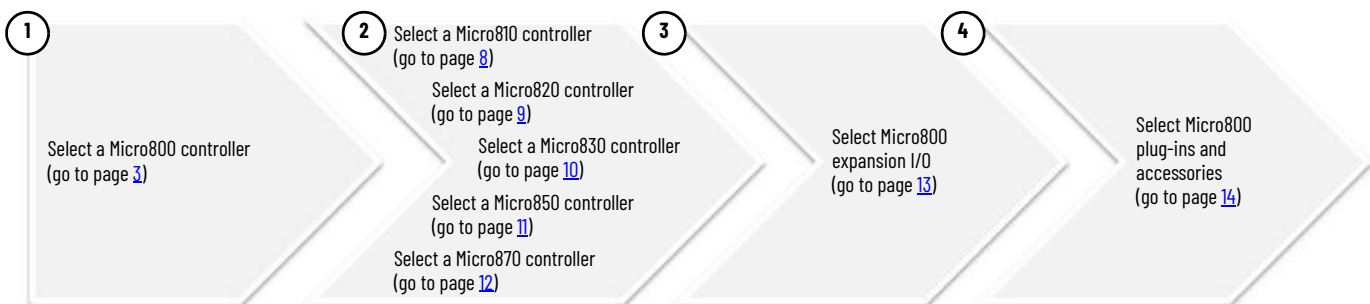 1
Select a Micro800 controller
(go to page 3)
2
Select a Micro810 controller
(go to page 8)
Select a Micro820 controller
(go to page 9)
Select a Micro830 controller
(go to page 10)
Select a Micro850 controller
(go to page 11)
Select a Micro870 controller
(go to page 12)
3
Select Micro800
expansion I/O
(go to page 13)
4
Select Micro800
plug-ins and
accessories
(go to page 14)